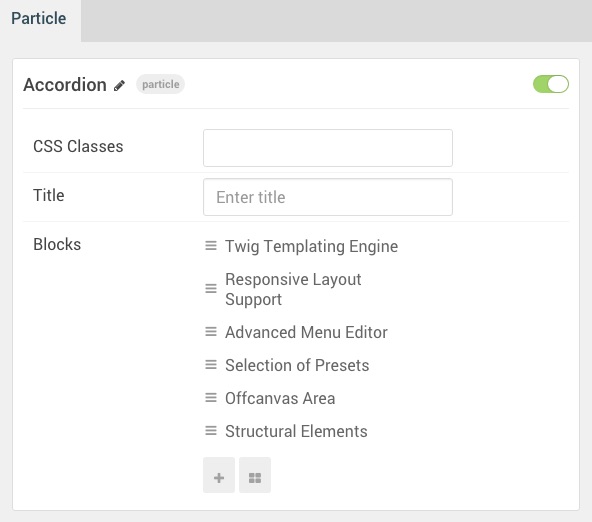 Particle
Accordion particle
CSS Classes
Title Enter title
Blocks Twig Templating Engine
Responsive Layout
Support
Advanced Menu Editor
Selection of Presets
Offcanvas Area
Structural Elements